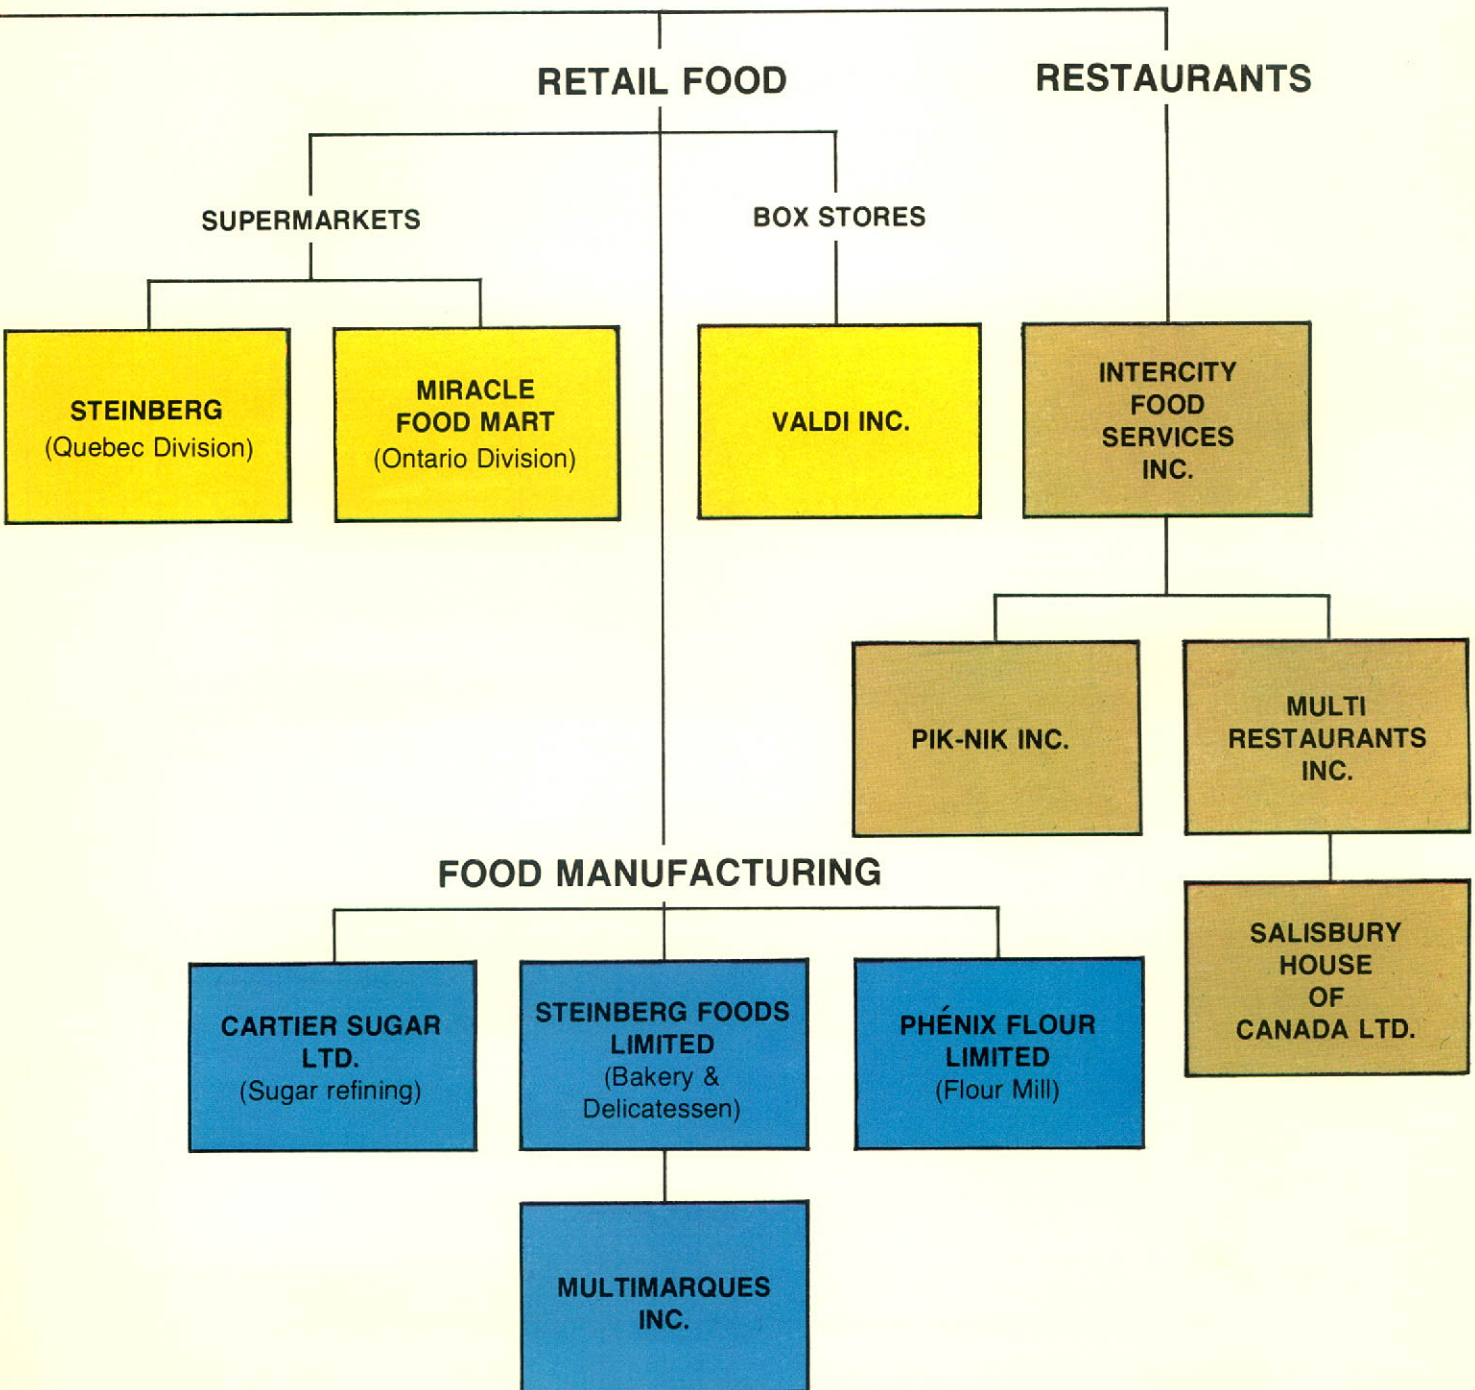 RETAIL FOOD
RESTAURANTS
SUPERMARKETS
BOX STORES
STEINBERG
(Quebec Division)
MIRACLE
FOOD MART
(Ontario Division)
VALDI INC.
INTERCITY
FOOD
SERVICES
INC.
PIK-NIK INC.
MULTI
RESTAURANTS
INC.
FOOD MANUFACTURING
CARTIER SUGAR
LTD.
(Sugar refining)
STEINBERG FOODS
LIMITED
(Bakery &
Delicatessen)
PHÉNIX FLOUR
LIMITED
(Flour Mill)
SALISBURY
HOUSE
OF
CANADA LTD.
MULTIMARQUES
INC.